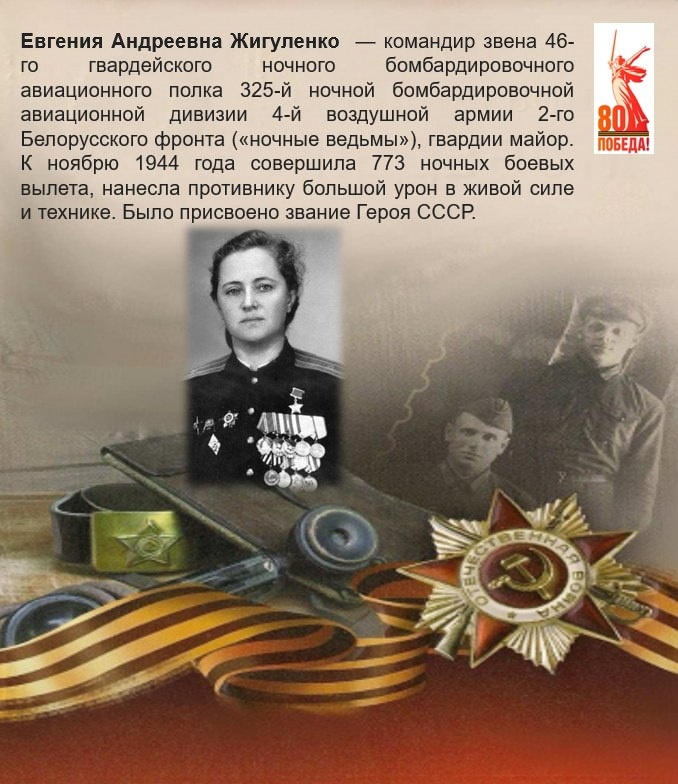 Евгения Андреевна Жигуленко — командир звена 46-
го гвардейского ночного бомбардировочного
авиационного полка 325-й ночной бомбардировочной
авиационной дивизии 4-й воздушной армии 2-го
Белорусского фронта («ночные ведьмы»), гвардии майор.
К ноябрю 1944 года совершила 773 ночных боевых
вылета, нанесла противнику большой урон в живой силе
и технике. Было присвоено звание Героя СССР.
80
ПОБЕДА!
ОТЕЧЕСТВЕННАЯ ВОЙНА